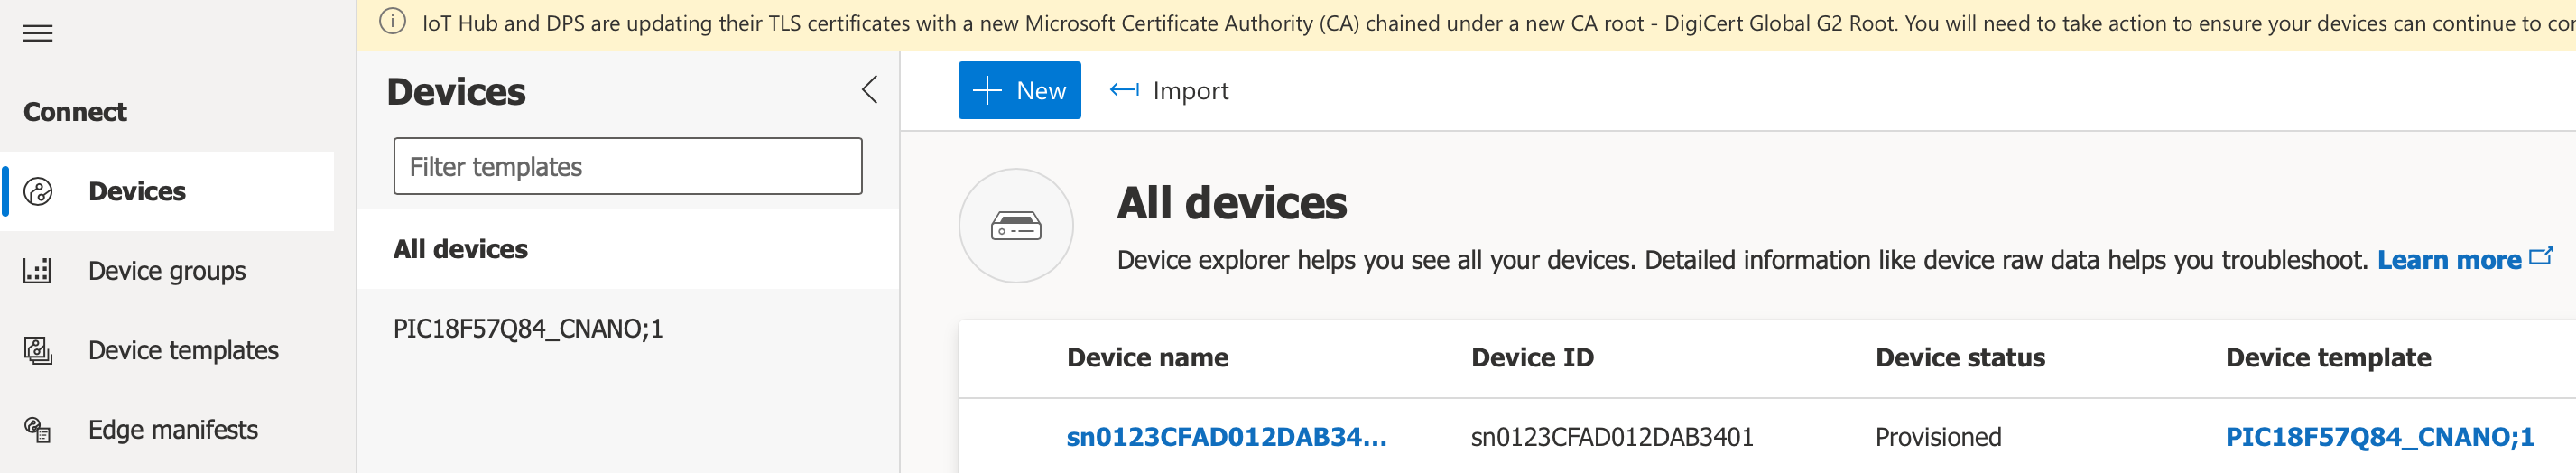 IoT Hub and DPS are updating their TLS certificates with a new Microsoft Certificate Authority (CA) chained under a new CA root - DigiCert Global G2 Root. You will need to take action to ensure your devices can continue to
Connect
Devices
Device groups
Device templates
Edge manifests
Devices
Filter templates
All devices
PIC18F57Q84_CNANO;1
New
Import
All devices
Device explorer helps you see all your devices. Detailed information like device raw data helps you troubleshoot. Learn more
Device name Device ID Device status Device template
sn0123CFAD012DAB34... sn0123CFAD012DAB3401 Provisioned PIC18F57Q84_CNANO;1